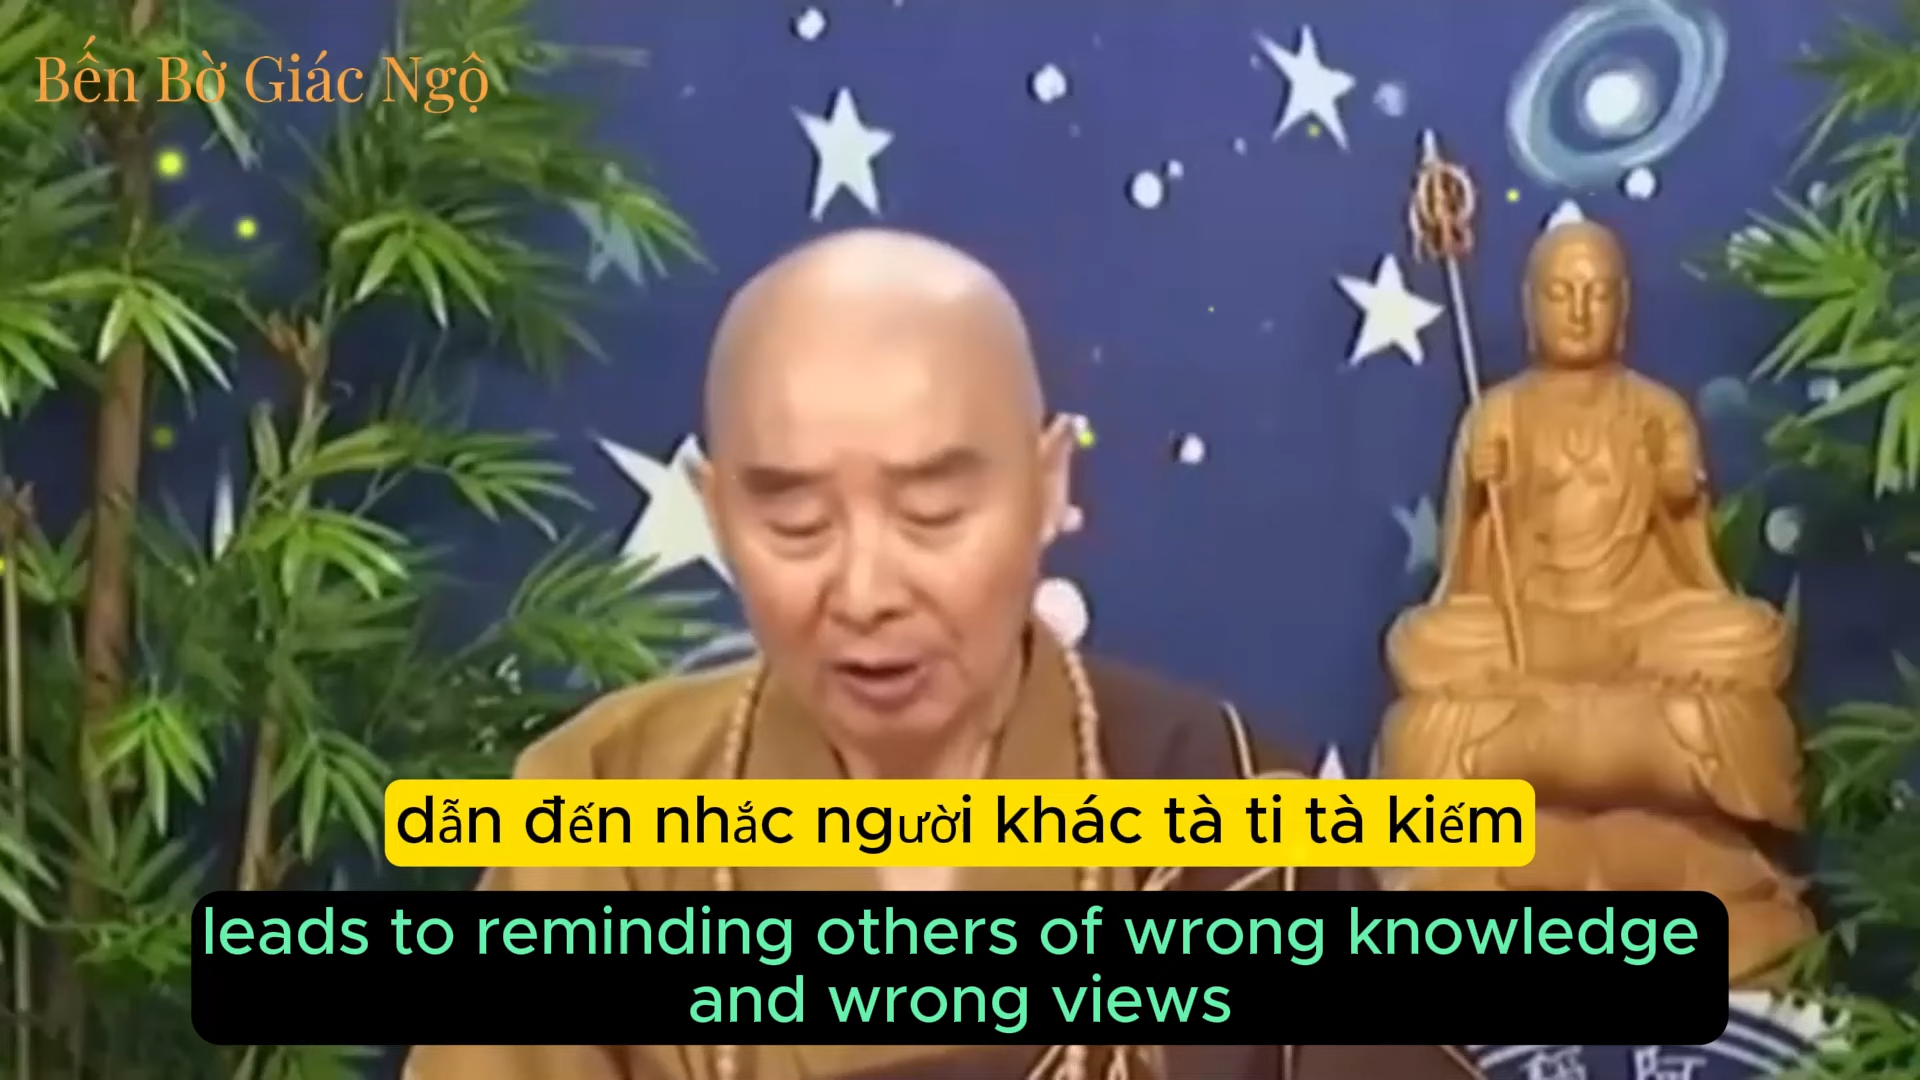 Bến Bờ Giác Ngộ
dẫn đến nhắc người khác tà ti tà kiếm
leads to reminding others of wrong knowledge
and wrong views